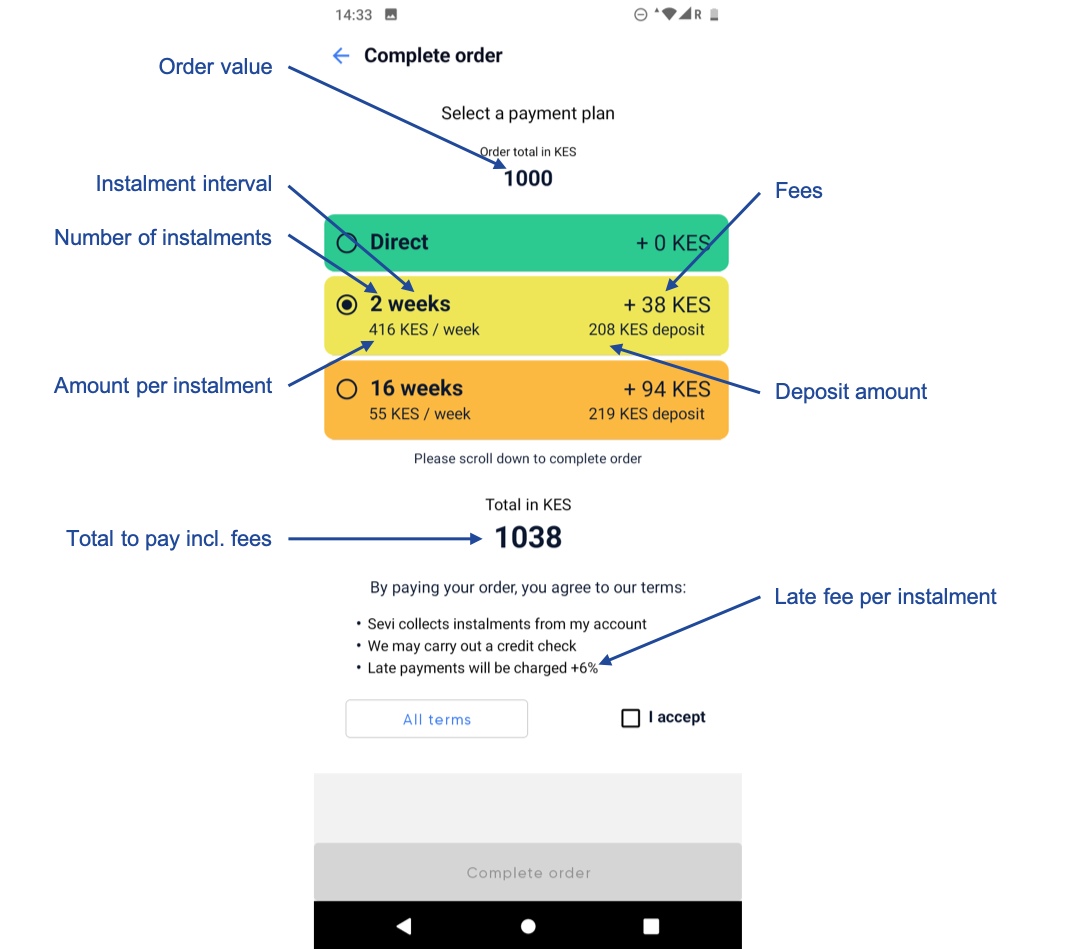 14:33
R
Complete order
Order value
Select a payment plan
Order total in KES
1000
Instalment interval
Fees
Number of instalments
Direct
+ 0 KES
2 weeks
+ 38 KES
416 KES / week
208 KES deposit
Amount per instalment
16 weeks
+ 94 KES
Deposit amount
55 KES / week
219 KES deposit
Please scroll down to complete order
Total in KES
Total to pay incl. fees
1038
By paying your order, you agree to our terms:
Late fee per instalment
• Sevi collects instalments from my account
• We may carry out a credit check
• Late payments will be charged +6%
All terms
I accept
Complete order